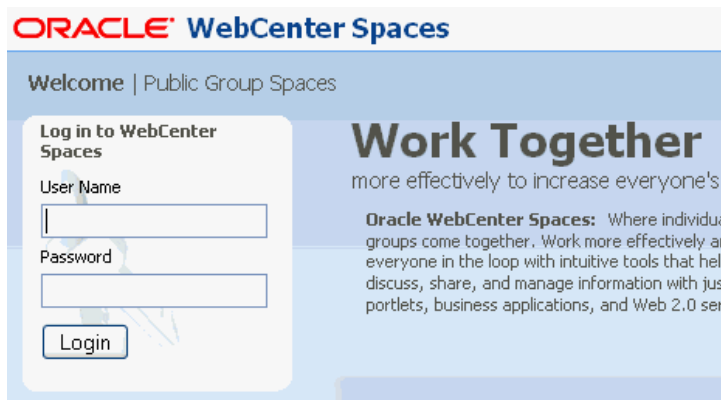 ORACLE WebCenter Spaces
Welcome | Public Group Spaces
Log in to WebCenter
Spaces
User Name
Password
Login
Work Together
more effectively to increase everyone's
Oracle WebCenter Spaces: Where
groups come together. Work more effectively
everyone in the loop with intuitive tools that
discuss, share, and manage information with
portlets, business applications, and Web 2.0